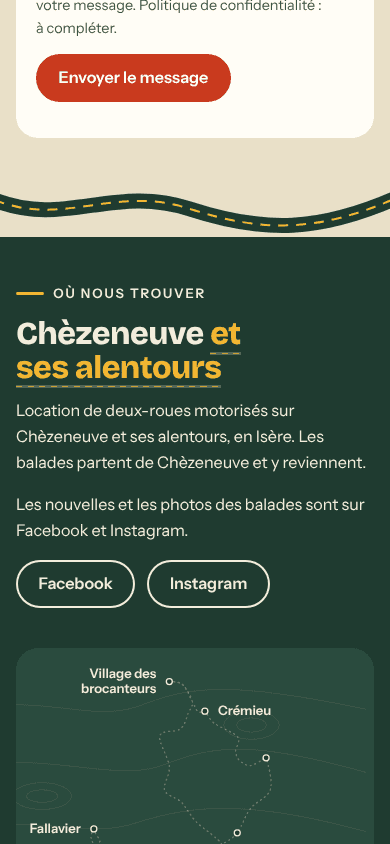 votre message. Politique de confidentialité :
à compléter.
Envoyer le message
OÙ NOUS TROUVER
Chèzeneuve et
ses alentours
Location de deux-roues motorisés sur
Chèzeneuve et ses alentours, en Isère. Les
balades partent de Chèzeneuve et y reviennent.
Les nouvelles et les photos des balades sont sur
Facebook et Instagram.
Facebook
Instagram
Village des
brocanteurs
Crémieu
Fallavier